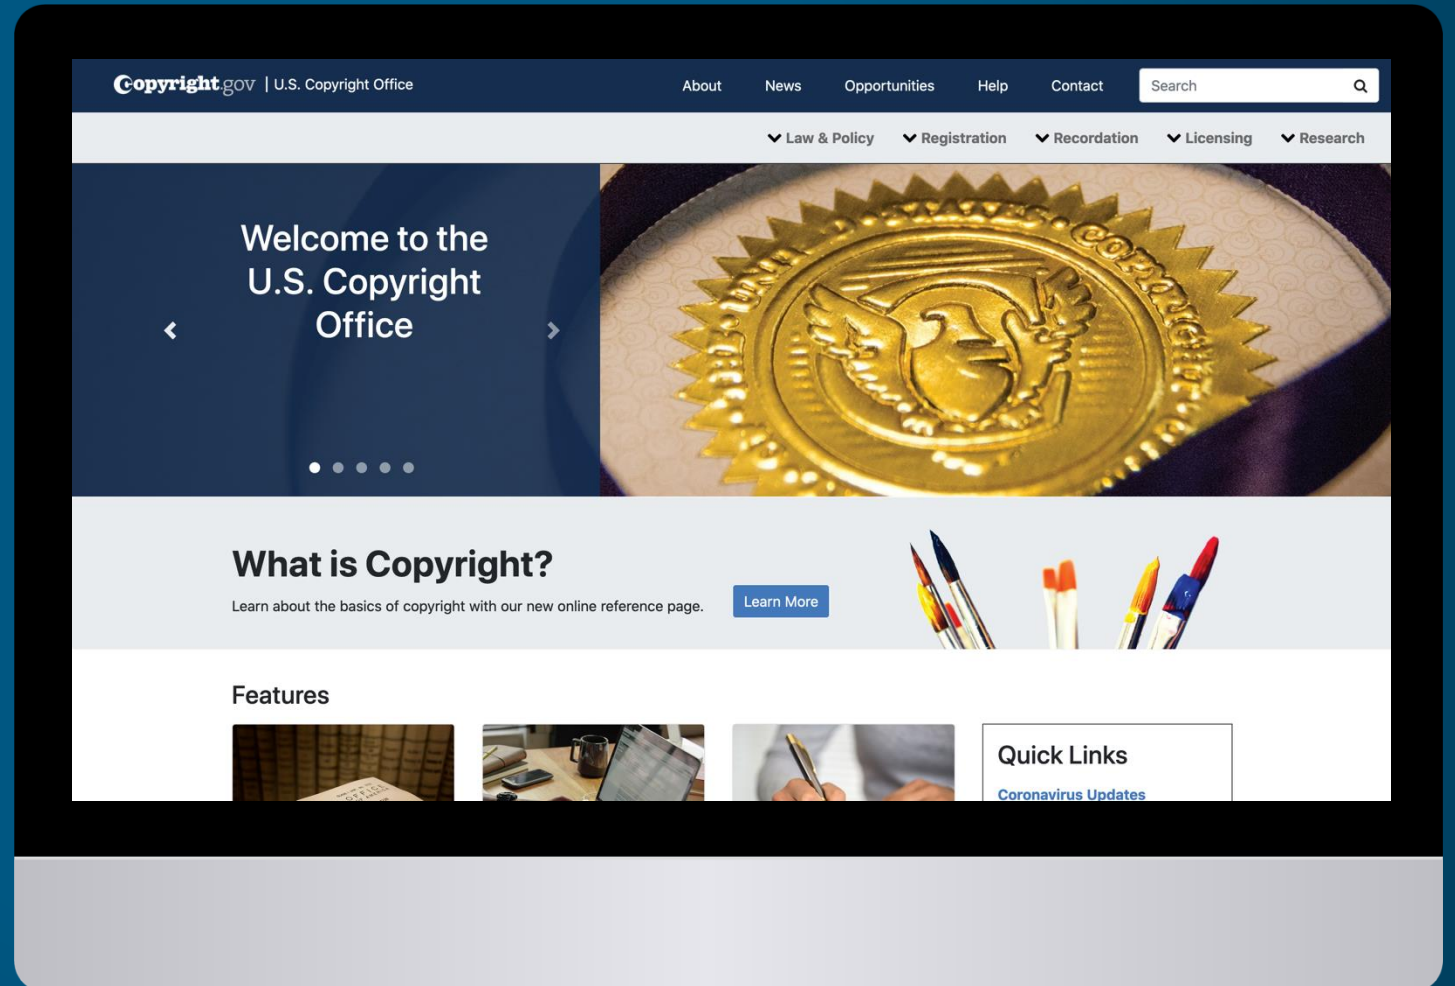 Copyright.gov | U.S. Copyright Office
About News Opportunities Help Contact Search
Law & Policy Registration Recordation Licensing Research
Welcome to the
U.S. Copyright
Office
COPYRIGHT
What is Copyright?
Learn about the basics of copyright with our new online reference page.
Learn More
Features
OFFICE
Quick Links
Coronavirus Updates